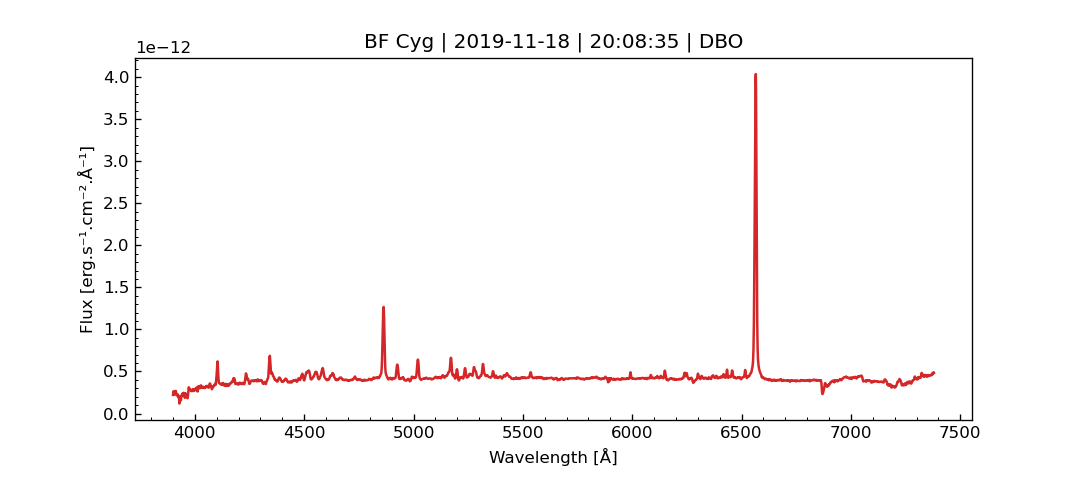 BF Cyg | 2019-11-18 | 20:08:35 | DBO
1e−12
4.0
3.5
3.0
2.5
2.0
1.5
1.0
0.5
0.0
Flux [erg.s⁻¹.cm⁻².Å⁻¹]
4000 4500 5000 5500 6000 6500 7000 7500
Wavelength [Å]